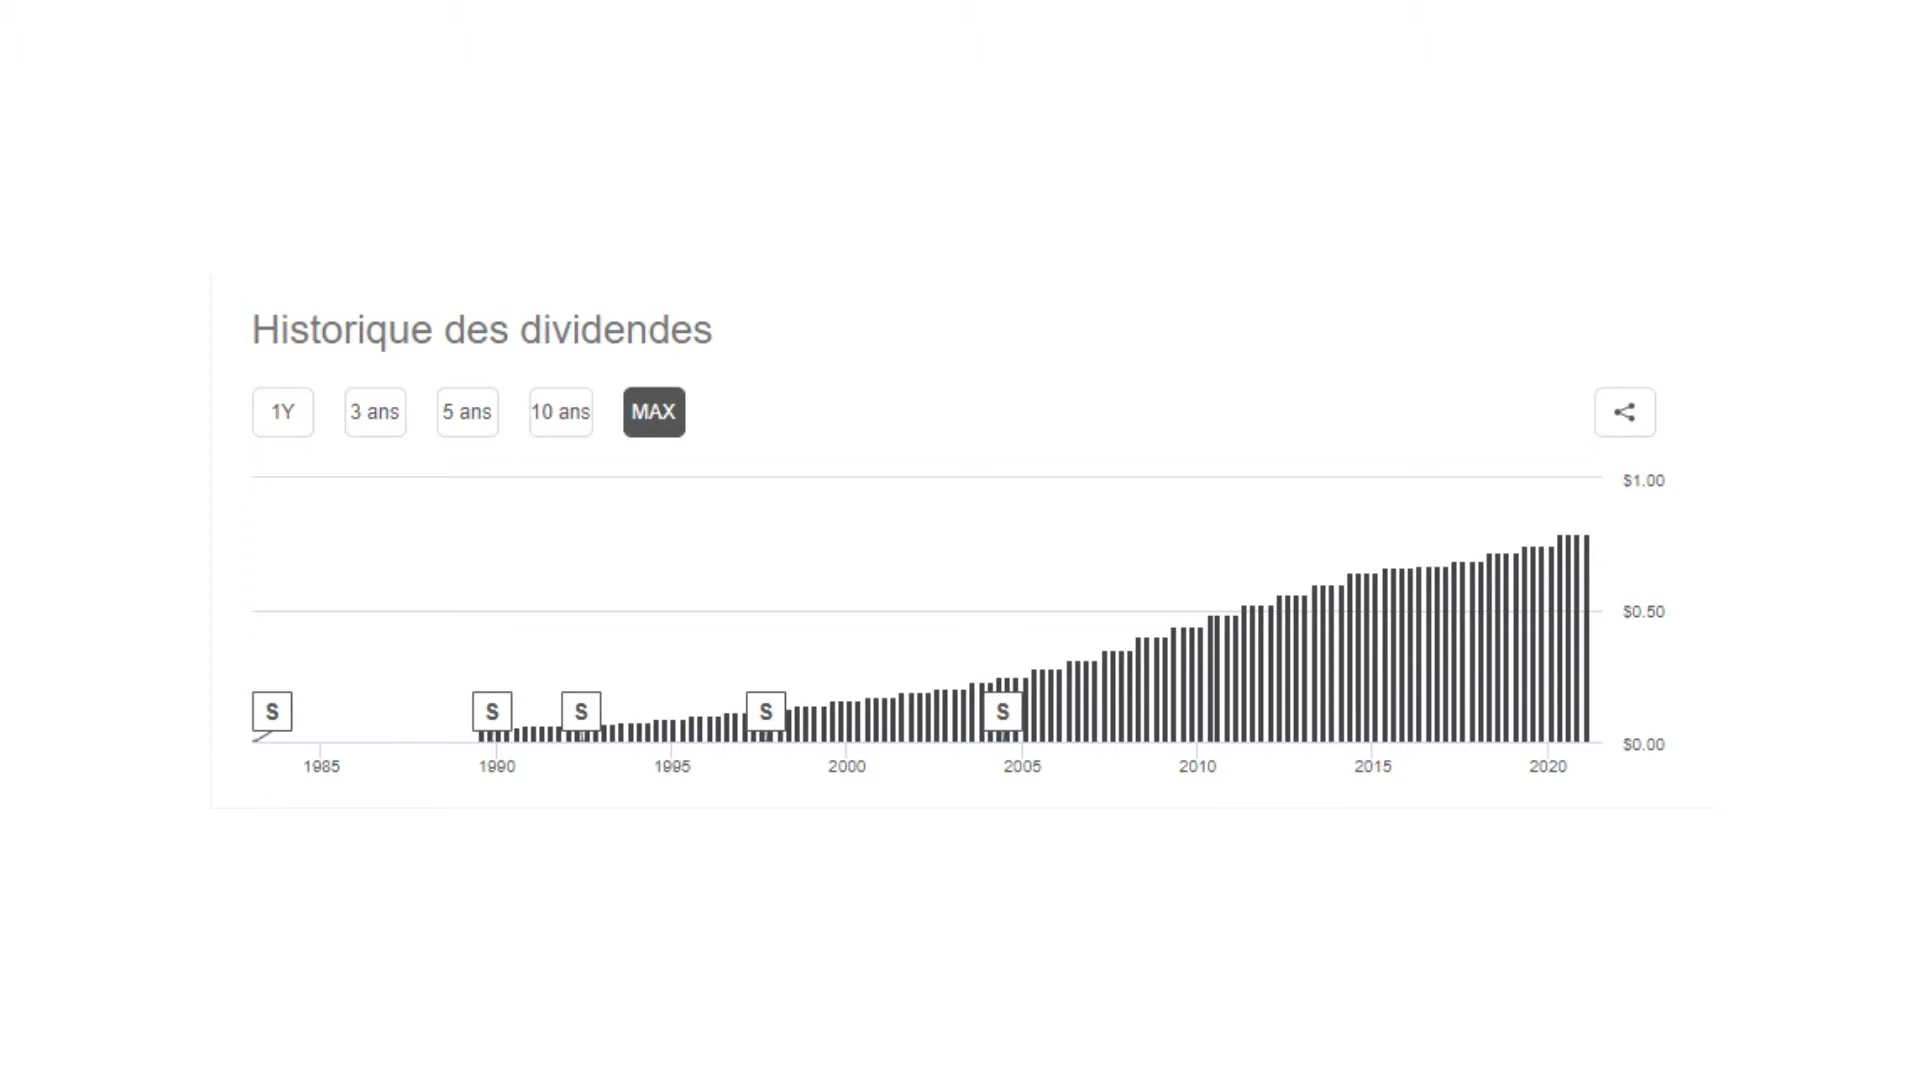 Historique des dividendes
1Y 3 ans 5 ans 10 ans MAX
$1.00
$0.50
S S S S S
$0.00
1985 1990 1995 2000 2005 2010 2015 2020